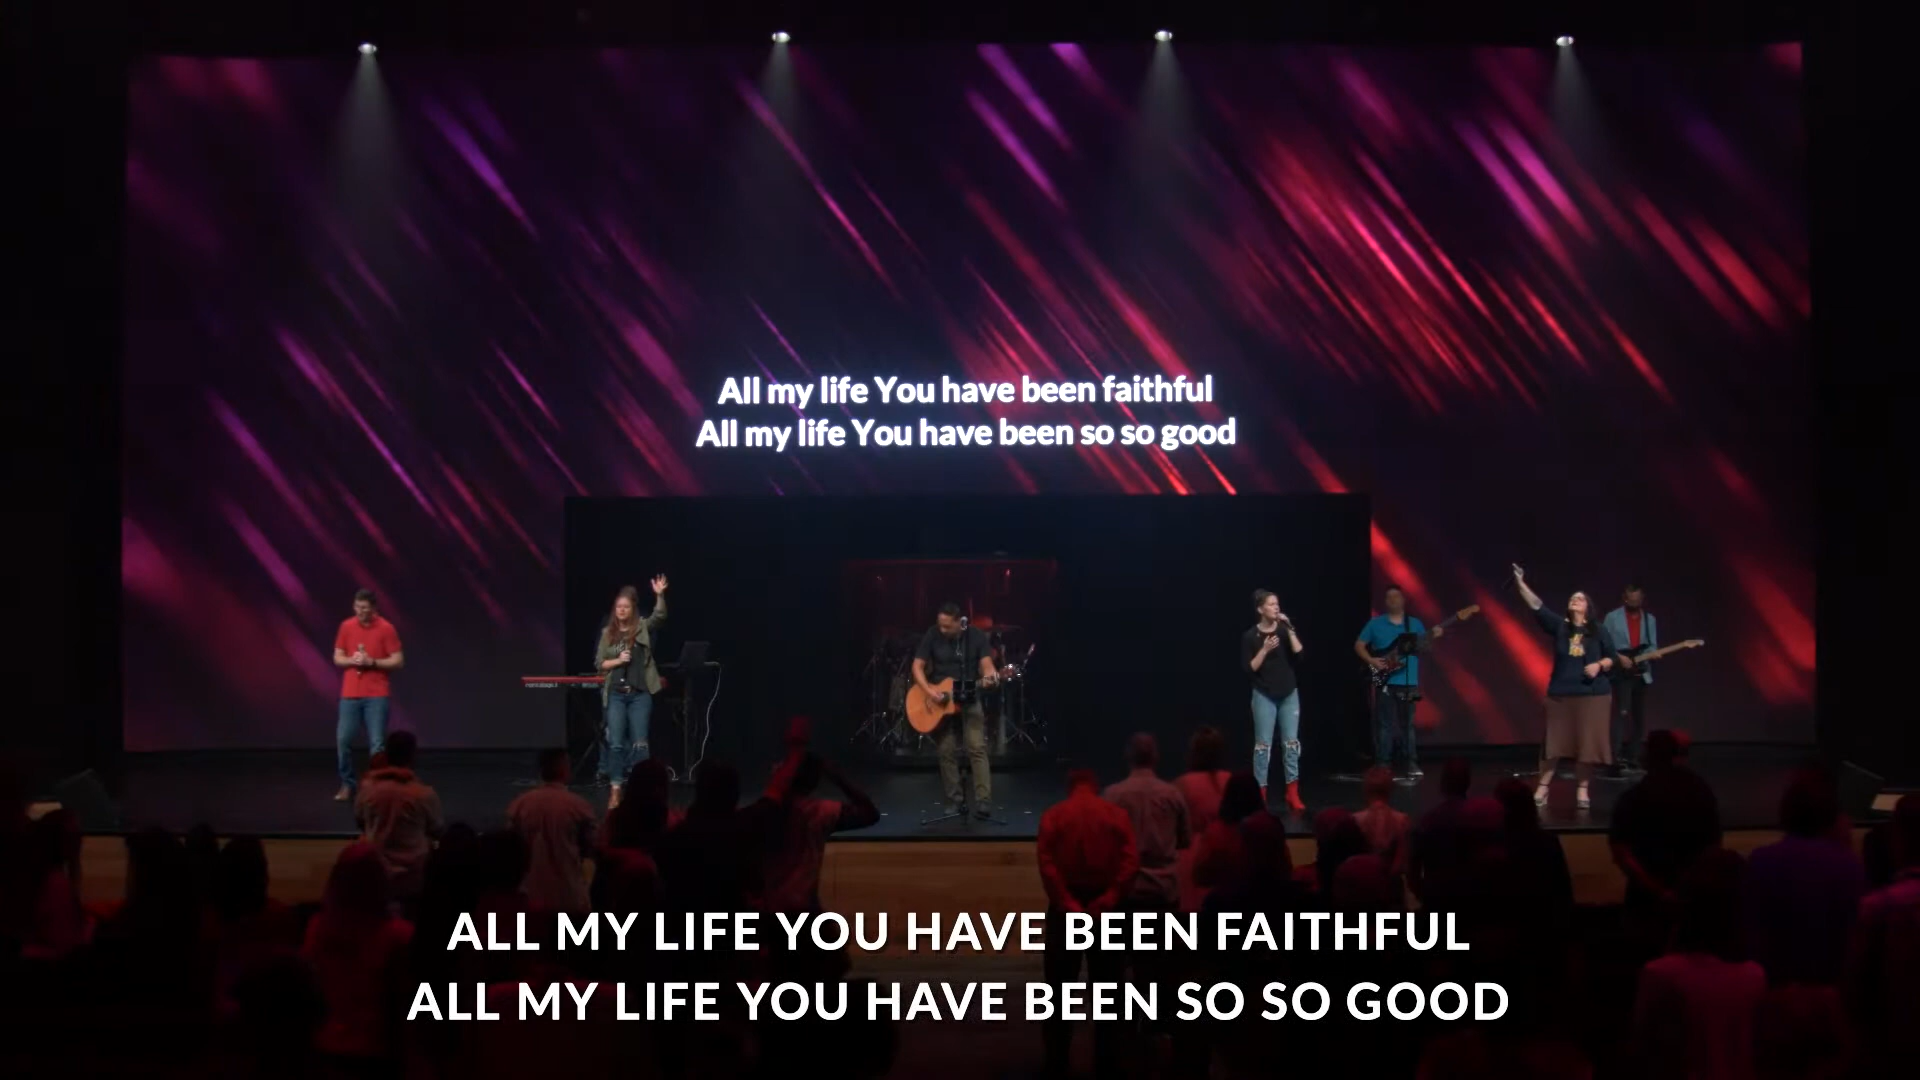 All my life You have been faithful
All my life You have been so so good
ALL MY LIFE YOU HAVE BEEN FAITHFUL
ALL MY LIFE YOU HAVE BEEN SO SO GOOD